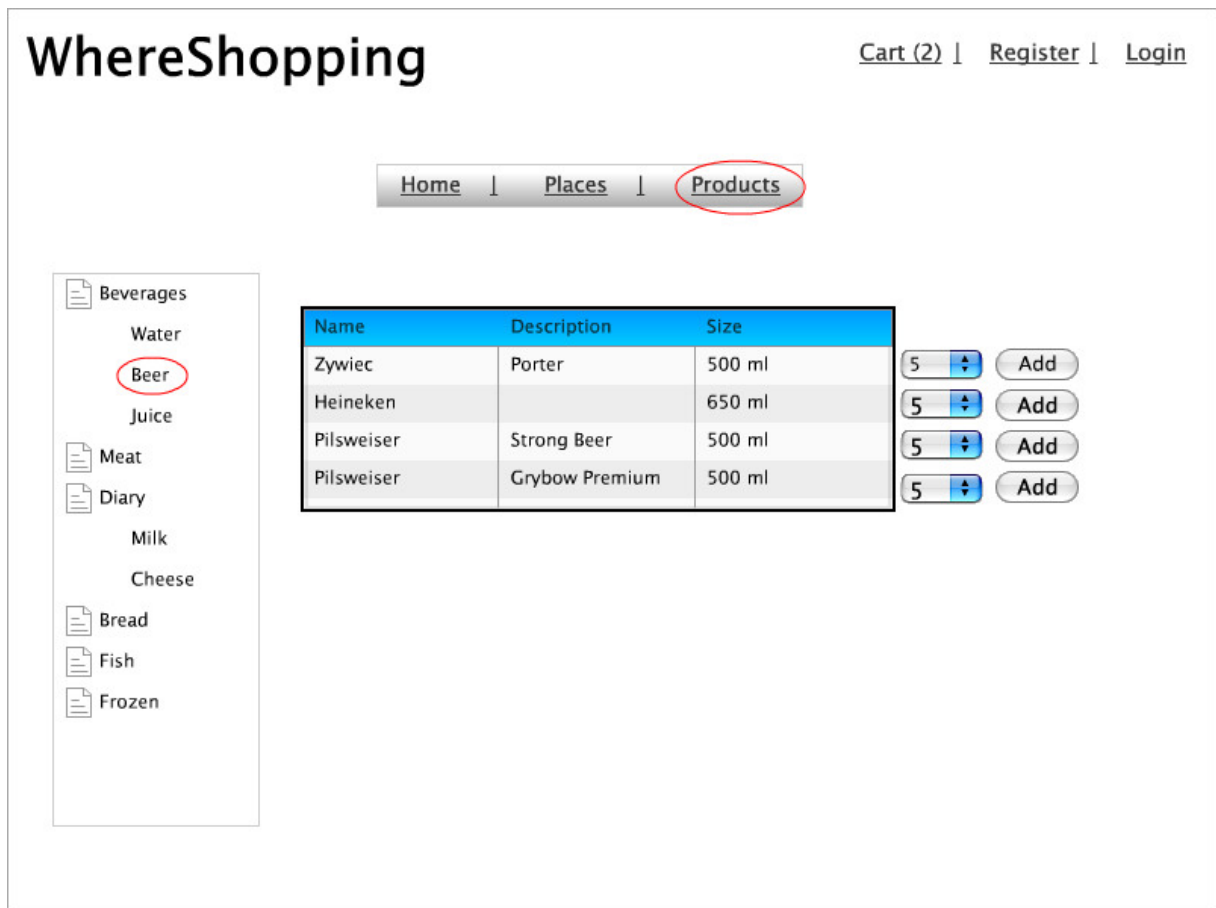 WhereShopping
Cart (2) | Register | Login
Home | Places | Products
Beverages
Water
Beer
Juice
Meat
Diary
Milk
Cheese
Bread
Fish
Frozen
Name Description Size
Zywiec Porter 500 ml 5 Add
Heineken 650 ml 5 Add
Pilsweiser Strong Beer 500 ml 5 Add
Pilsweiser Grybow Premium 500 ml 5 Add